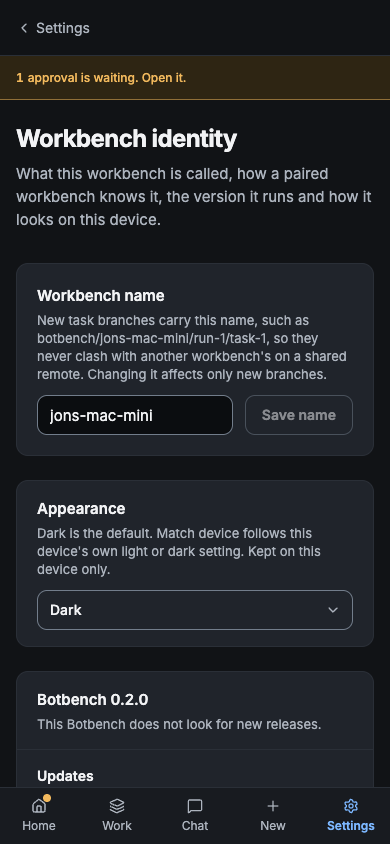 Settings
1 approval is waiting. Open it.
Workbench identity
What this workbench is called, how a paired
workbench knows it, the version it runs and how it
looks on this device.
Workbench name
New task branches carry this name, such as
botbench/jons-mac-mini/run-1/task-1, so they
never clash with another workbench's on a shared
remote. Changing it affects only new branches.
jons-mac-mini
Save name
Appearance
Dark is the default. Match device follows this
device's own light or dark setting. Kept on this
device only.
Dark
Botbench 0.2.0
This Botbench does not look for new releases.
Updates
Home
Work
Chat
New
Settings